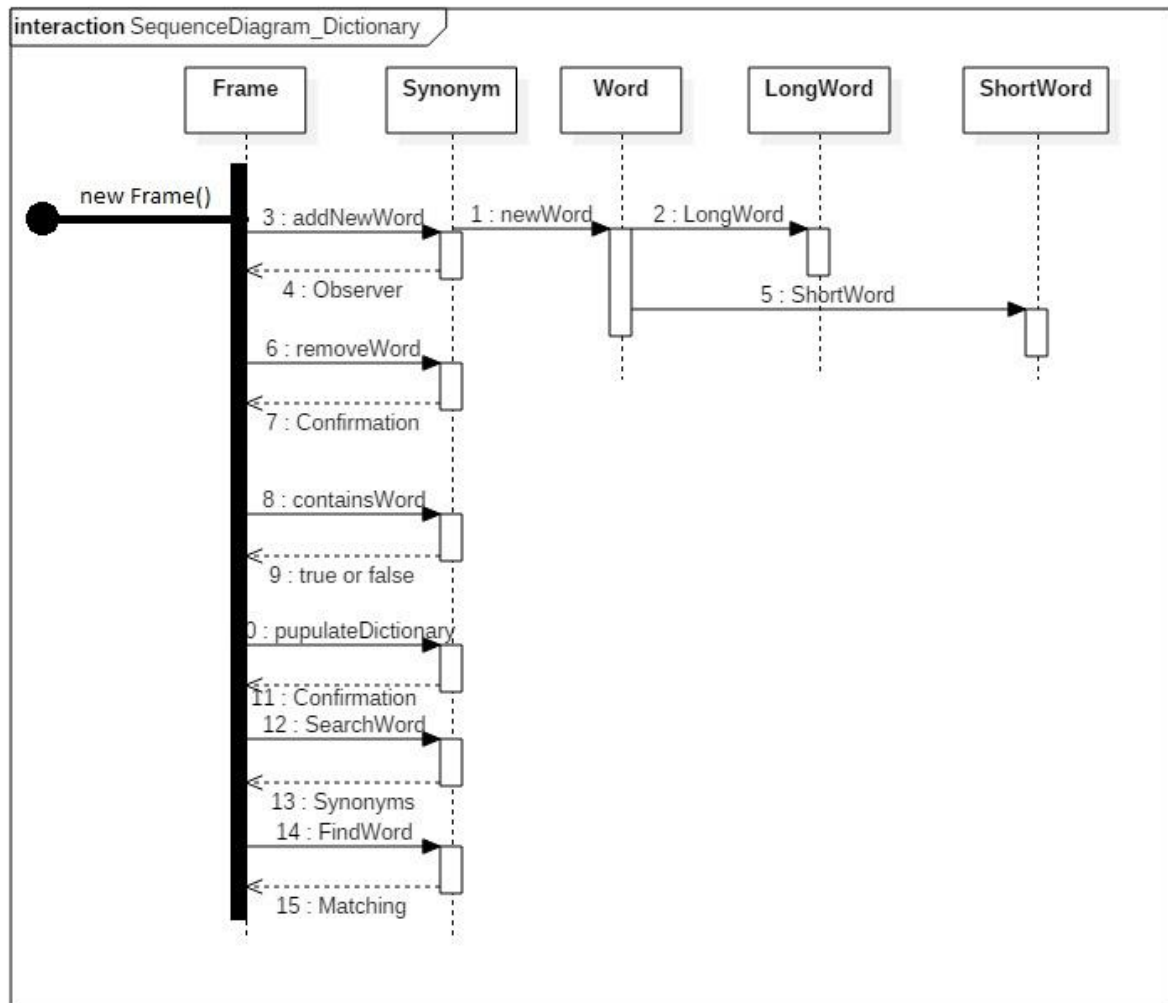 interaction SequenceDiagram_Dictionary
Frame
Synonym
Word
LongWord
ShortWord
new Frame()
3 : addNewWord
1 : newWord
2 : LongWord
4 : Observer
5 : ShortWord
6 : removeWord
7 : Confirmation
8 : containsWord
9 : true or false
0 : pupulateDictionary
11 : Confirmation
12 : SearchWord
13 : Synonyms
14 : FindWord
15 : Matching